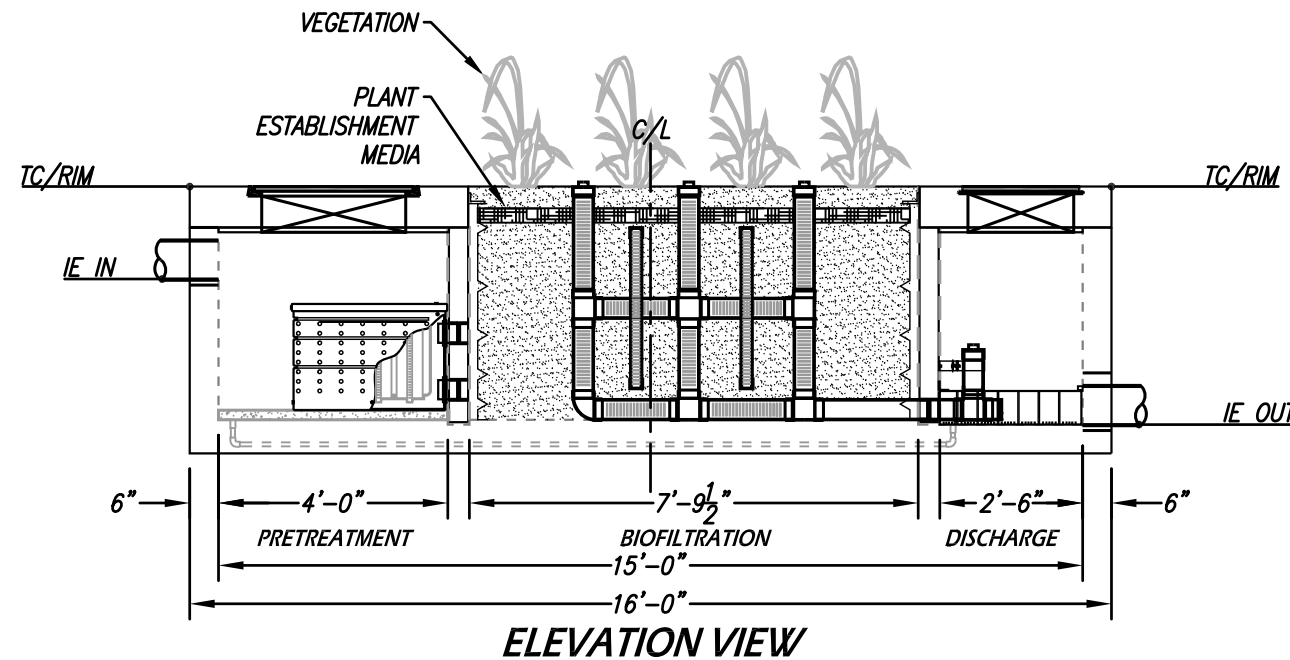 VEGETATION
PLANT
ESTABLISHMENT
MEDIA
C/L
TC/RIM
TC/RIM
IE IN
IE OUT
6" 4'-0" 7'-9 1/2" 2'-6" 6"
PRETREATMENT BIOFILTRATION DISCHARGE
15'-0"
16'-0"
ELEVATION VIEW